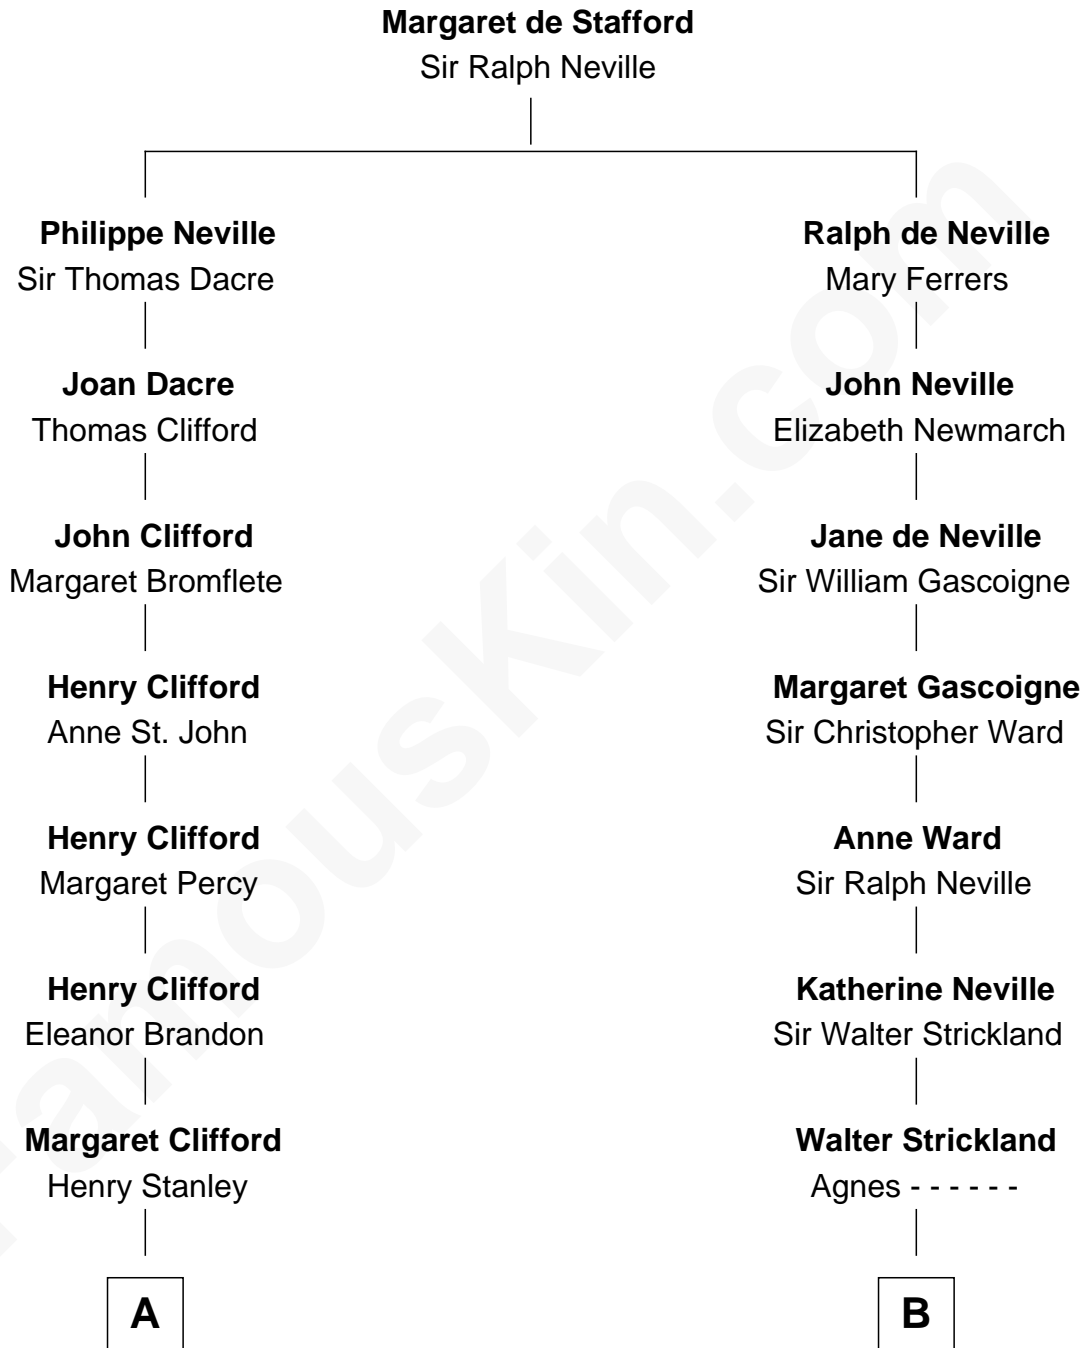 Margaret de Stafford
Sir Ralph Neville
Philippe Neville
Sir Thomas Dacre
Joan Dacre
Thomas Clifford
John Clifford
Margaret Bromflete
Henry Clifford
Anne St. John
Henry Clifford
Margaret Percy
Henry Clifford
Eleanor Brandon
Margaret Clifford
Henry Stanley
A
Ralph de Neville
Mary Ferrers
John Neville
Elizabeth Newmarch
Jane de Neville
Sir William Gascoigne
Margaret Gascoigne
Sir Christopher Ward
Anne Ward
Sir Ralph Neville
Katherine Neville
Sir Walter Strickland
Walter Strickland
Agnes - - - - - -
B
FamousKin.com